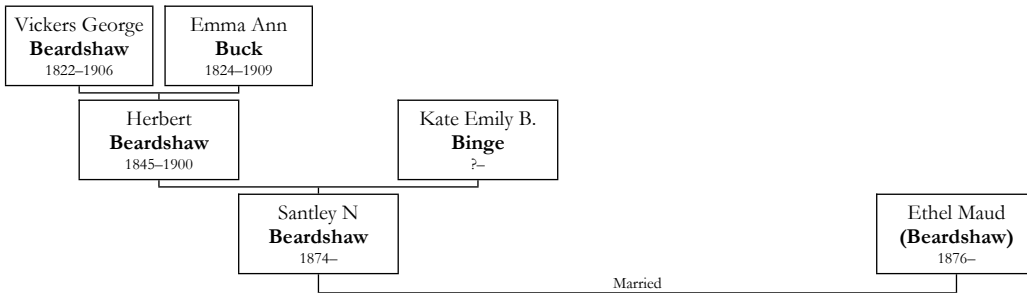 Vickers George
Beardshaw
1822–1906
Emma Ann
Buck
1824–1909
Herbert
Beardshaw
1845–1900
Kate Emily B.
Binge
?–
Santley N
Beardshaw
1874–
Ethel Maud
(Beardshaw)
1876–
Married